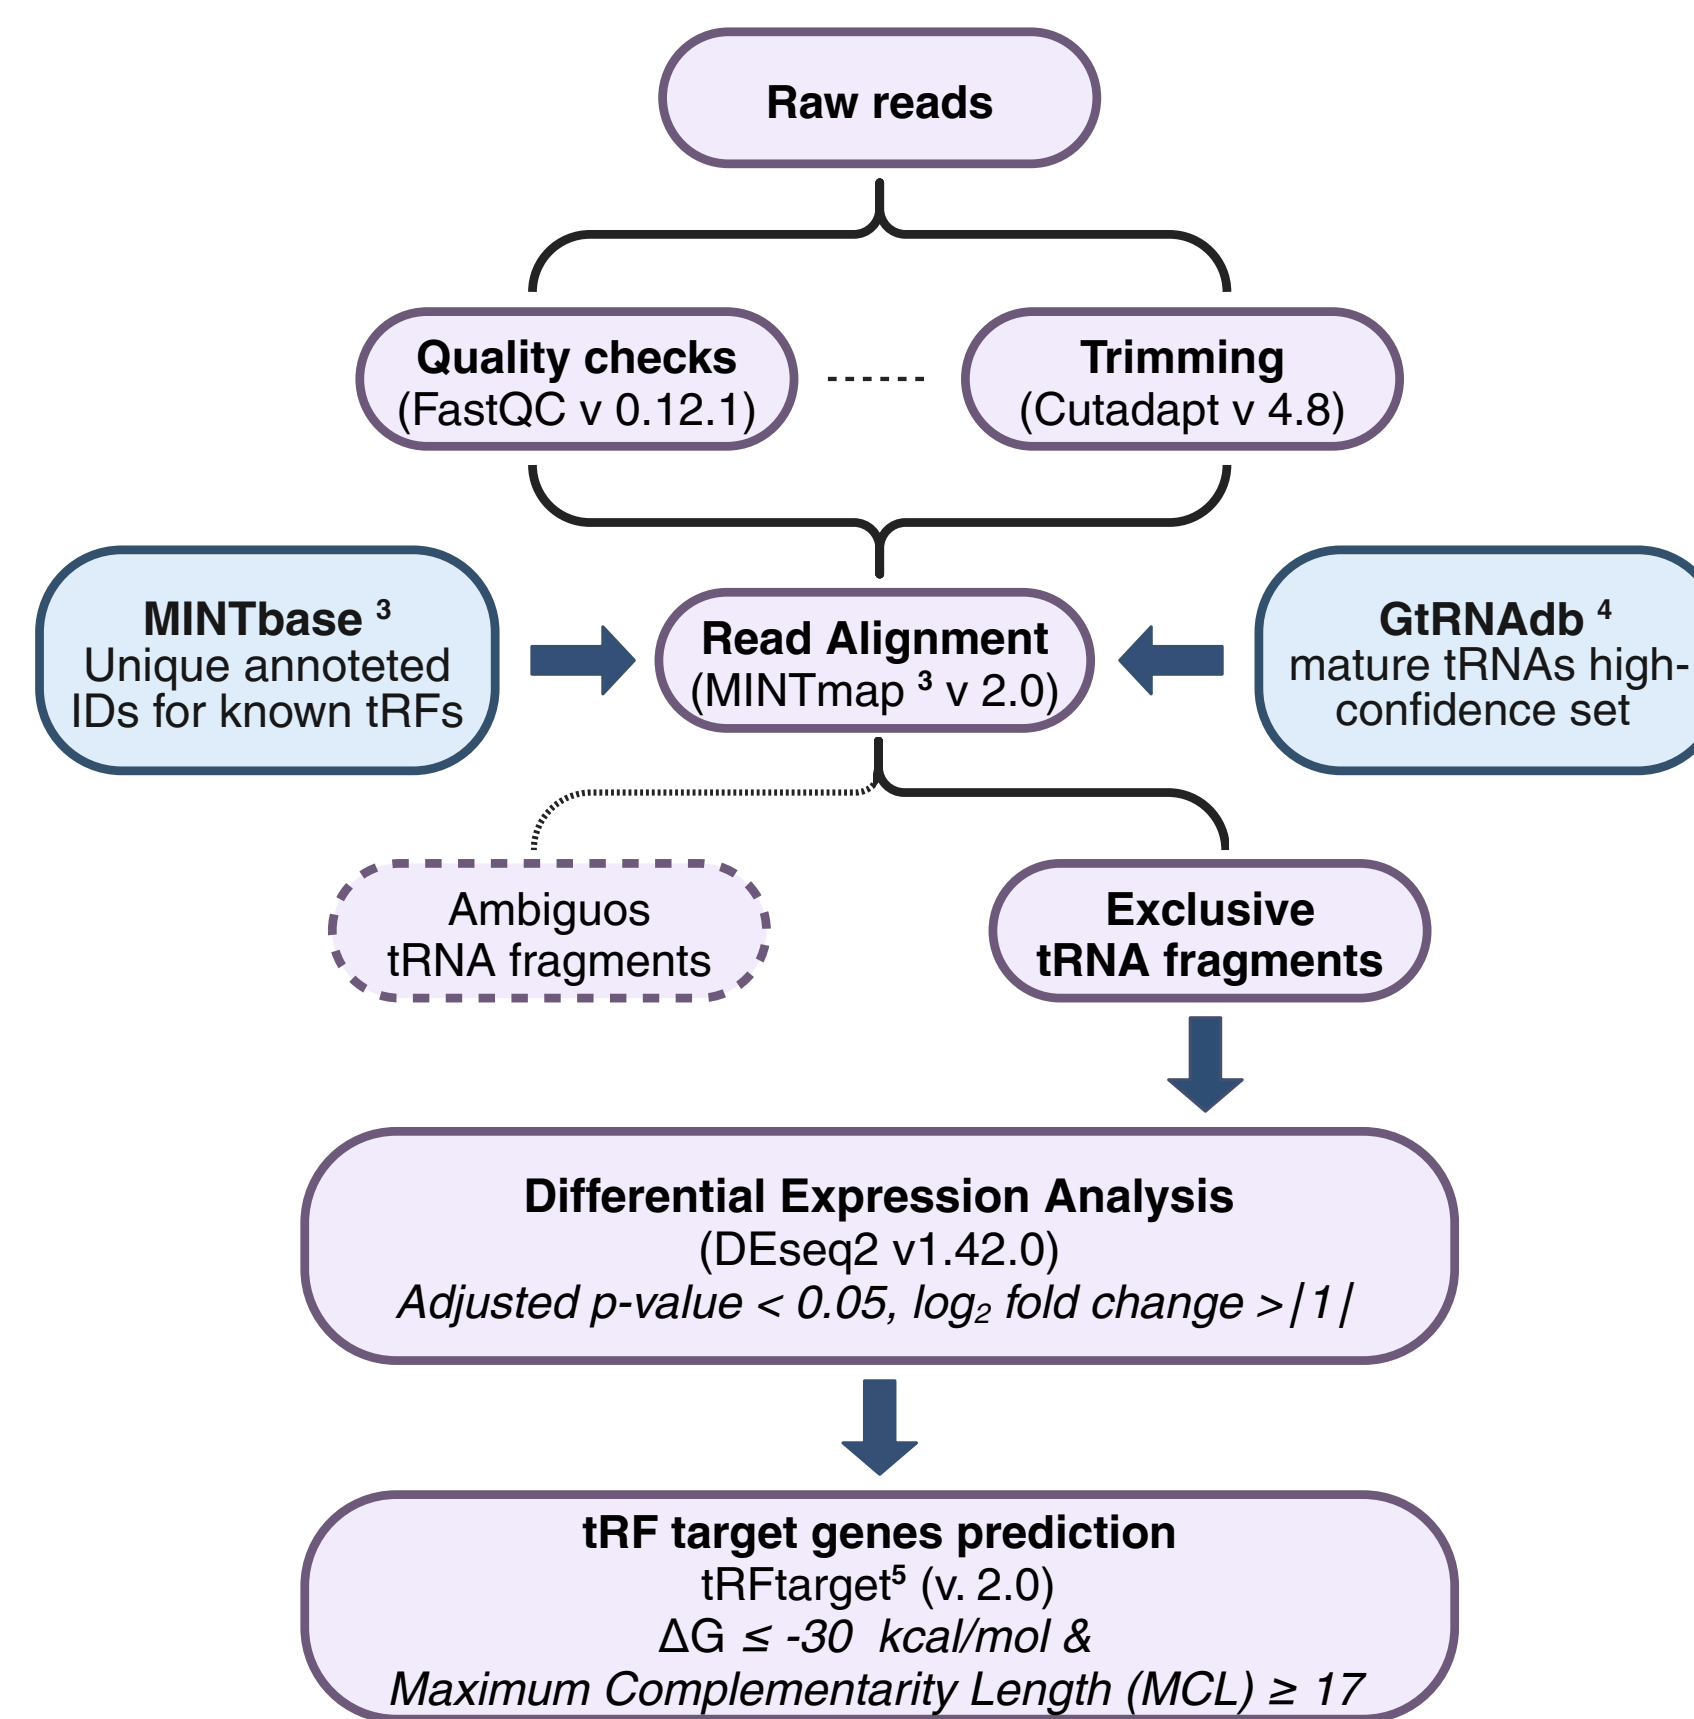 Raw reads
Quality checks
(FastQC v 0.12.1)
Trimming
(Cutadapt v 4.8)
MINTbase ³
Unique annoteted
IDs for known tRFs
Read Alignment
(MINTmap ³ v 2.0)
GtRNAdb ⁴
mature tRNAs high-
confidence set
Ambiguos
tRNA fragments
Exclusive
tRNA fragments
Differential Expression Analysis
(DEseq2 v1.42.0)
Adjusted p-value < 0.05, log₂ fold change >|1|
tRF target genes prediction
tRFtarget⁵ (v. 2.0)
ΔG ≤ -30 kcal/mol &
Maximum Complementarity Length (MCL) ≥ 17